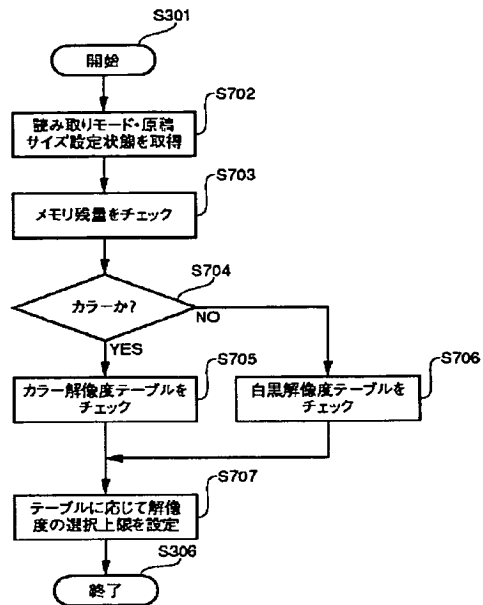 S301
開始
S702
読み取りモード・原稿
サイズ設定状態を取得
S703
メモリ残量をチェック
S704
カラーか?
NO
YES
S705
カラー解像度テーブルを
チェック
S706
白黒解像度テーブルを
チェック
S707
テーブルに応じて解像
度の選択上限を設定
S306
終了